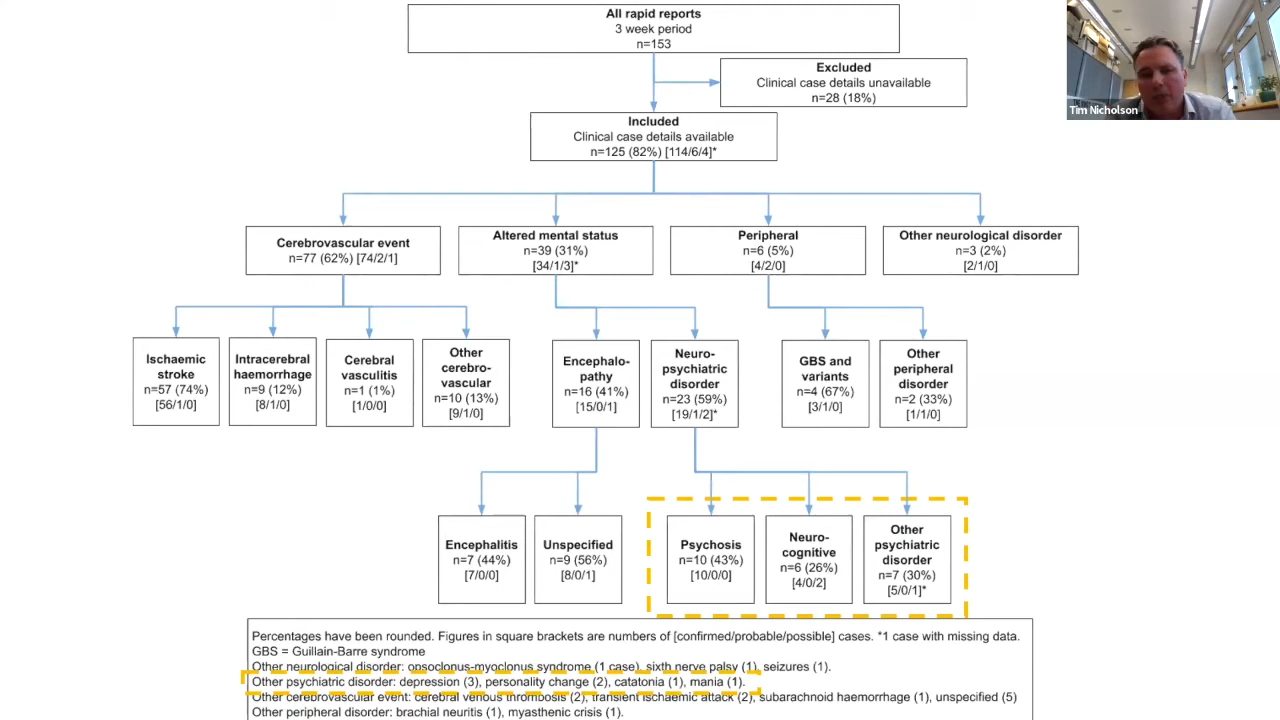 All rapid reports
3 week period
n=153
Excluded
Clinical case details unavailable
n=28 (18%)
Tim Nicholson
Included
Clinical case details available
n=125 (82%) [114/6/4]*
Cerebrovascular event
n=77 (62%) [74/2/1]
Altered mental status
n=39 (31%)
[34/1/3]*
Peripheral
n=6 (5%)
[4/2/0]
Other neurological disorder
n=3 (2%)
[2/1/0]
Ischaemic
stroke
n=57 (74%)
[56/1/0]
Intracerebral
haemorrhage
n=9 (12%)
[8/1/0]
Cerebral
vasculitis
n=1 (1%)
[1/0/0]
Other
cerebro-
vascular
n=10 (13%)
[9/1/0]
Encephalo-
pathy
n=16 (41%)
[15/0/1]
Neuro-
psychiatric
disorder
n=23 (59%)
[19/1/2]*
GBS and
variants
n=4 (67%)
[3/1/0]
Other
peripheral
disorder
n=2 (33%)
[1/1/0]
Encephalitis
n=7 (44%)
[7/0/0]
Unspecified
n=9 (56%)
[8/0/1]
Psychosis
n=10 (43%)
[10/0/0]
Neuro-
cognitive
n=6 (26%)
[4/0/2]
Other
psychiatric
disorder
n=7 (30%)
[5/0/1]*
Percentages have been rounded. Figures in square brackets are numbers of [confirmed/probable/possible] cases. *1 case with missing data.
GBS = Guillain-Barre syndrome
Other neurological disorder: opsoclonus-myoclonus syndrome (1 case), sixth nerve palsy (1), seizures (1).
Other psychiatric disorder: depression (3), personality change (2), catatonia (1), mania (1).
Other cerebrovascular event: cerebral venous thrombosis (2), transient ischaemic attack (2), subarachnoid haemorrhage (1), unspecified (5)
Other peripheral disorder: brachial neuritis (1), myasthenic crisis (1).